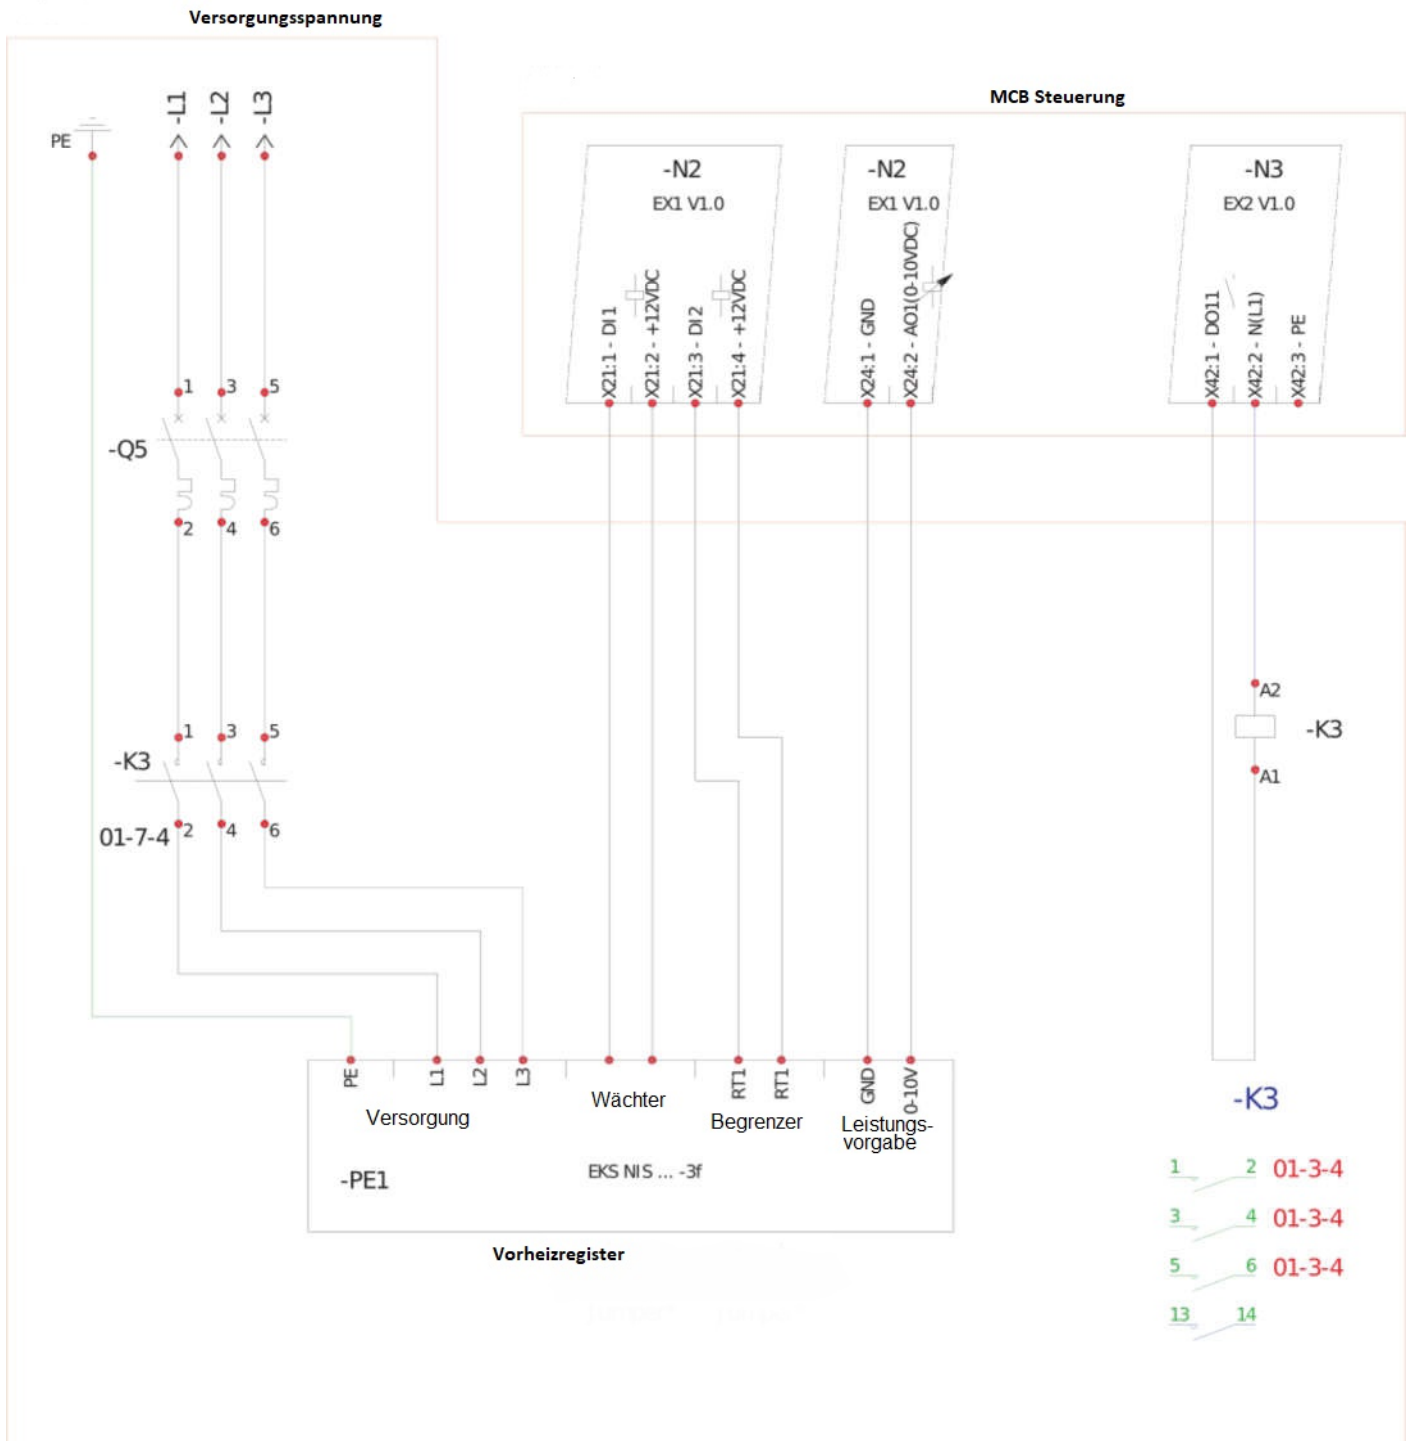 Versorgungsspannung
MCB Steuerung
PE
-L1
-L2
-L3
-N2
EX1 V1.0
X21:1 - DI1
X21:2 - +12VDC
X21:3 - DI2
X21:4 - +12VDC
-N2
EX1 V1.0
X24:1 - GND
X24:2 - AO1(0-10VDC)
-N3
EX2 V1.0
X42:1 - DO11
X42:2 - N(L1)
X42:3 - PE
1 3 5
-Q5
2 4 6
1 3 5
-K3
01-7-4 2 4 6
A2
-K3
A1
PE
L1
L2
L3
RT1
RT1
GND
0-10V
Versorgung
Wächter
Begrenzer
Leistungs-
vorgabe
-PE1
EKS NIS ... -3f
Vorheizregister
-K3
1 2 01-3-4
3 4 01-3-4
5 6 01-3-4
13 14